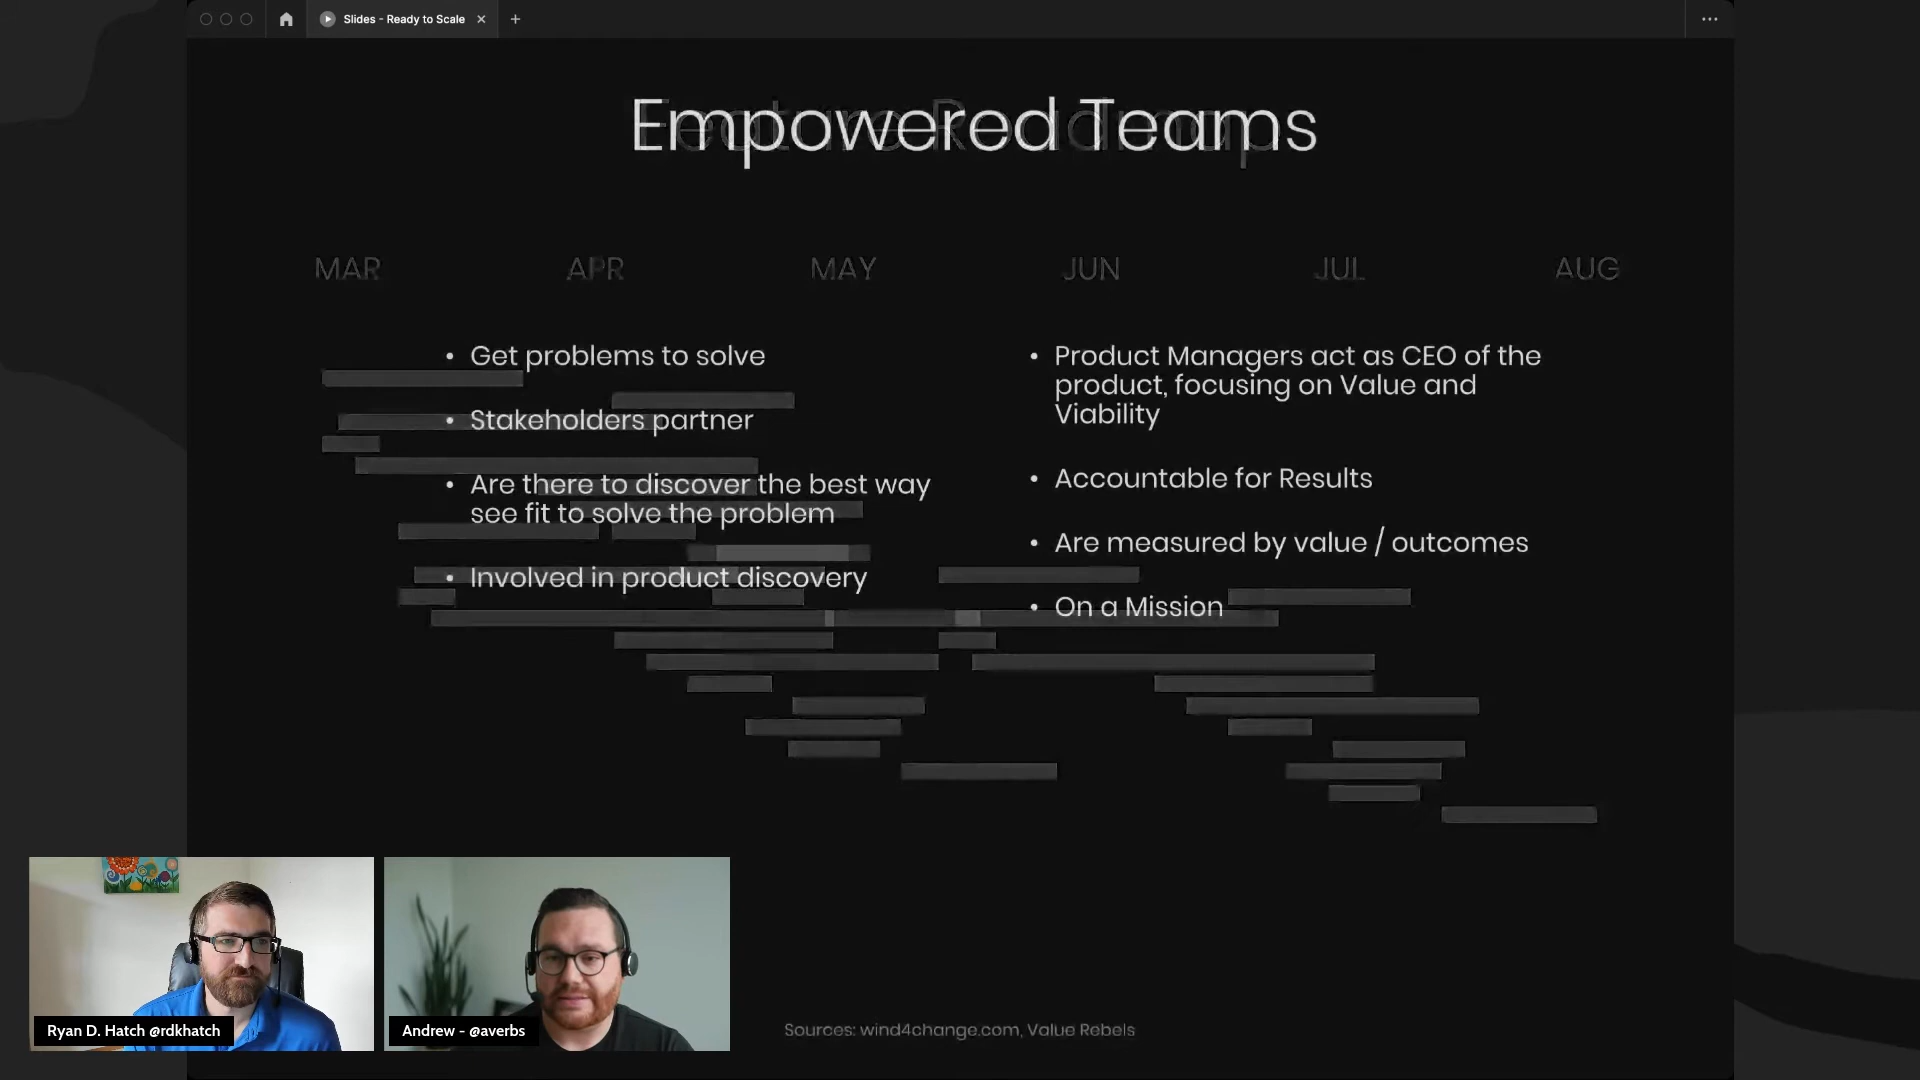 Slides - Ready to Scale
Empowered Teams
Feature Roadmap
MAR APR MAY JUN JUL AUG
• Get problems to solve
• Stakeholders partner
• Are there to discover the best way
see fit to solve the problem
• Involved in product discovery
• Product Managers act as CEO of the
product, focusing on Value and
Viability
• Accountable for Results
• Are measured by value / outcomes
• On a Mission
Ryan D. Hatch @rdkhatch
Andrew - @averbs
Sources: wind4change.com, Value Rebels